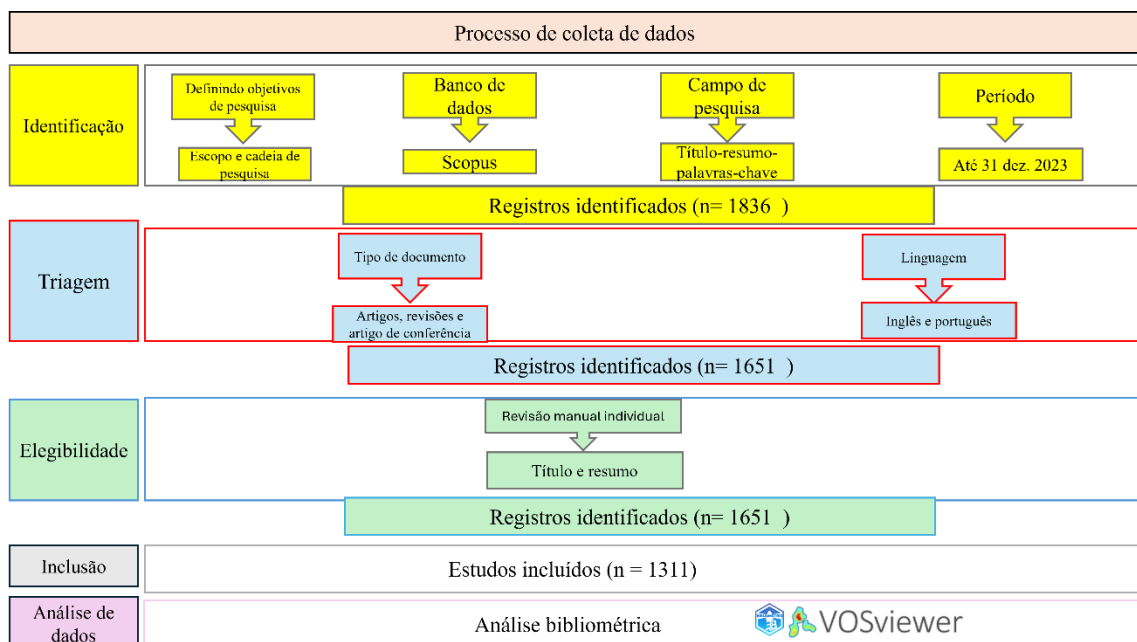 Processo de coleta de dados
Identificação
Definindo objetivos
de pesquisa
Escopo e cadeia de
pesquisa
Banco de
dados
Scopus
Campo de
pesquisa
Título-resumo-
palavras-chave
Período
Até 31 dez. 2023
Registros identificados (n= 1836 )
Triagem
Tipo de documento
Artigos, revisões e
artigo de conferência
Linguagem
Inglês e português
Registros identificados (n= 1651 )
Elegibilidade
Revisão manual individual
Título e resumo
Registros identificados (n= 1651 )
Inclusão
Estudos incluídos (n = 1311)
Análise de
dados
Análise bibliométrica
VOSviewer